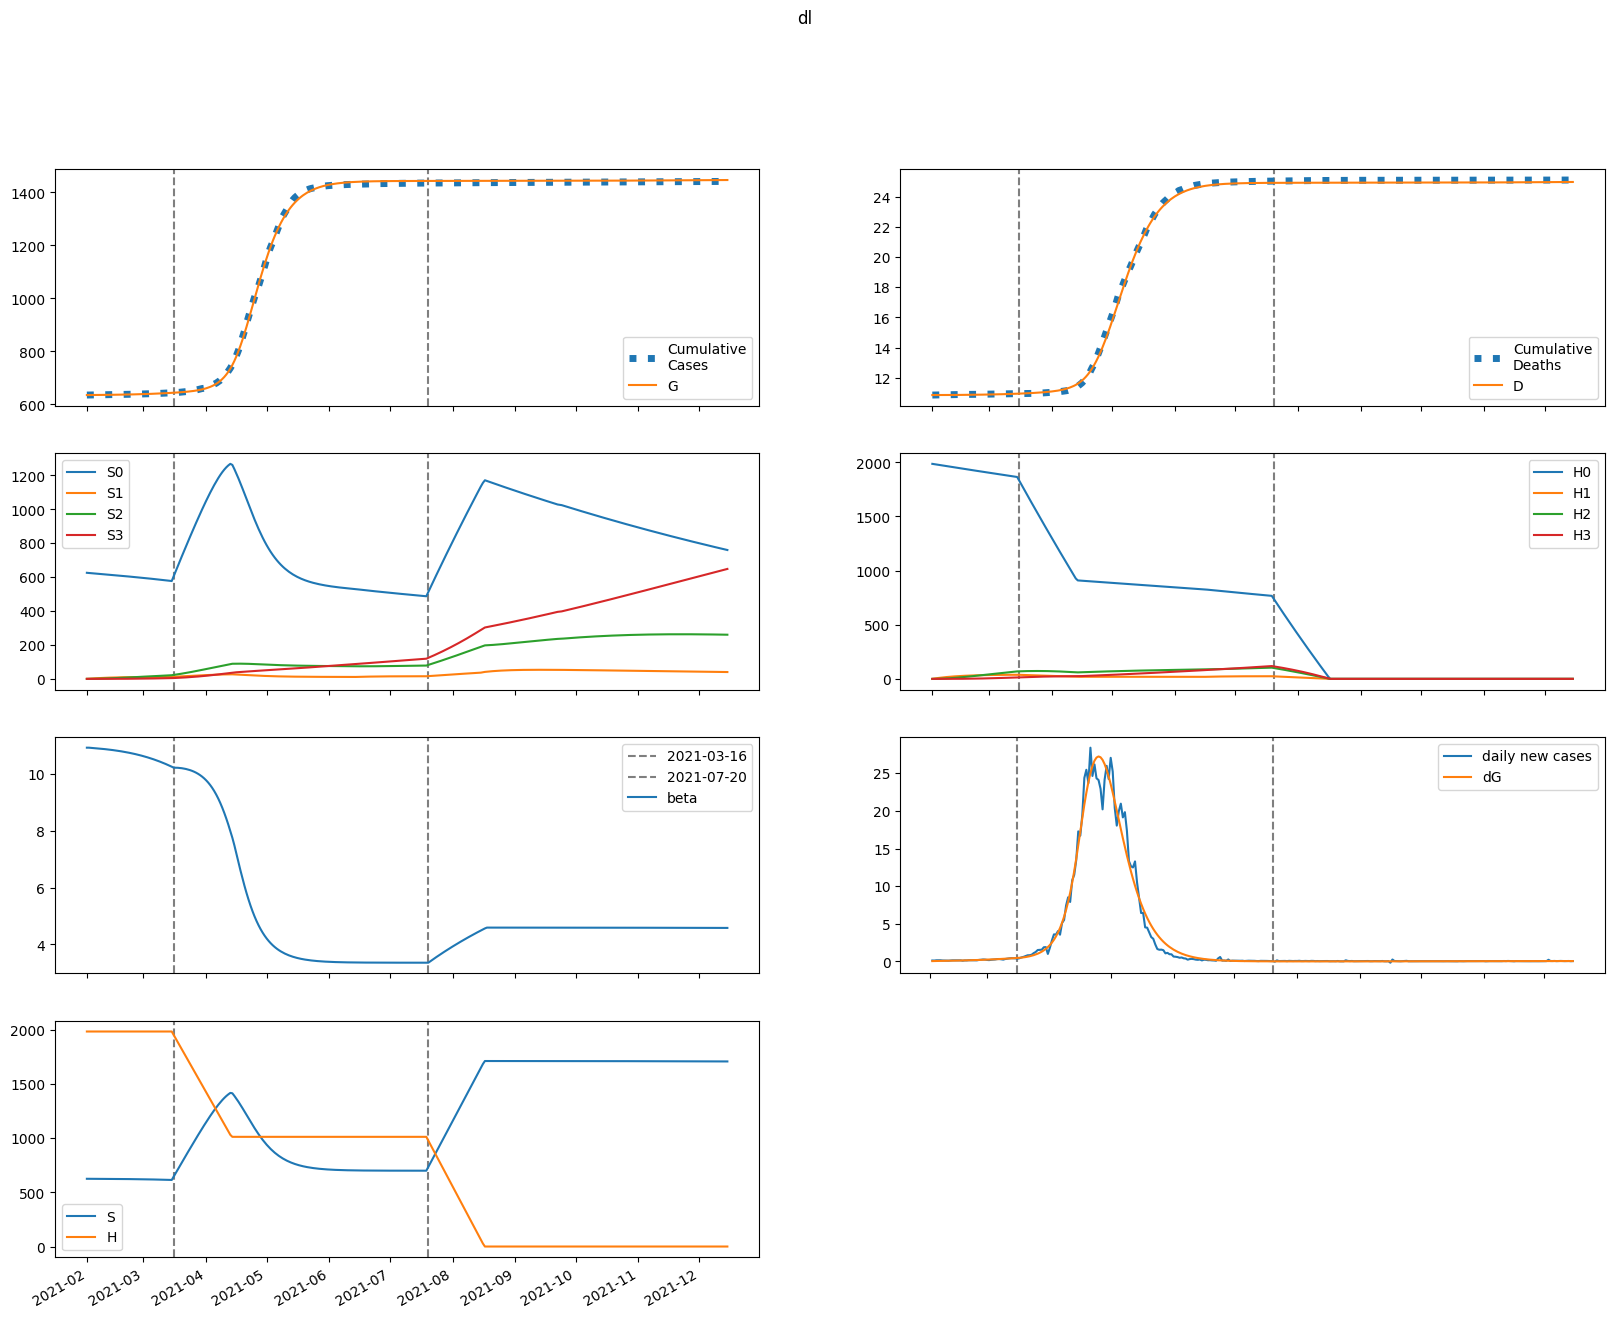 dl
1400
1200
1000
800
600
Cumulative
Cases
G
24
22
20
18
16
14
12
Cumulative
Deaths
D
1200
1000
800
600
400
200
0
S0
S1
S2
S3
2000
1500
1000
500
0
H0
H1
H2
H3
10
8
6
4
2021-03-16
2021-07-20
beta
25
20
15
10
5
0
daily new cases
dG
2000
1500
1000
500
0
S
H
2021-02
2021-03
2021-04
2021-05
2021-06
2021-07
2021-08
2021-09
2021-10
2021-11
2021-12